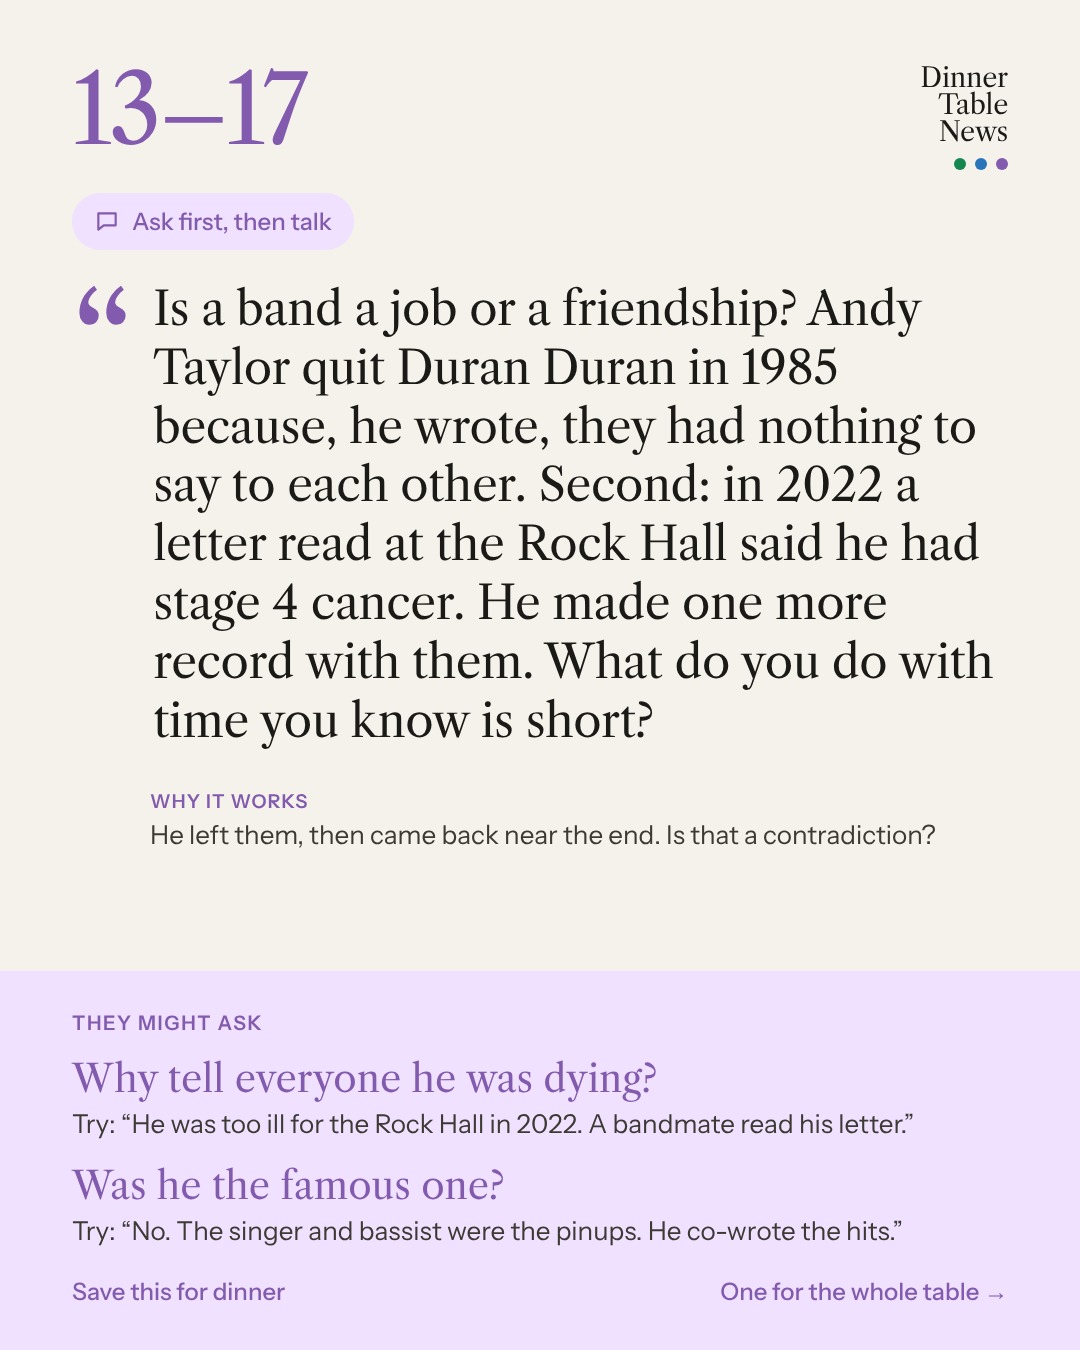 13–17
Dinner
Table
News
Ask first, then talk
“ Is a band a job or a friendship? Andy
Taylor quit Duran Duran in 1985
because, he wrote, they had nothing to
say to each other. Second: in 2022 a
letter read at the Rock Hall said he had
stage 4 cancer. He made one more
record with them. What do you do with
time you know is short?
WHY IT WORKS
He left them, then came back near the end. Is that a contradiction?
THEY MIGHT ASK
Why tell everyone he was dying?
Try: “He was too ill for the Rock Hall in 2022. A bandmate read his letter.”
Was he the famous one?
Try: “No. The singer and bassist were the pinups. He co-wrote the hits.”
Save this for dinner
One for the whole table →